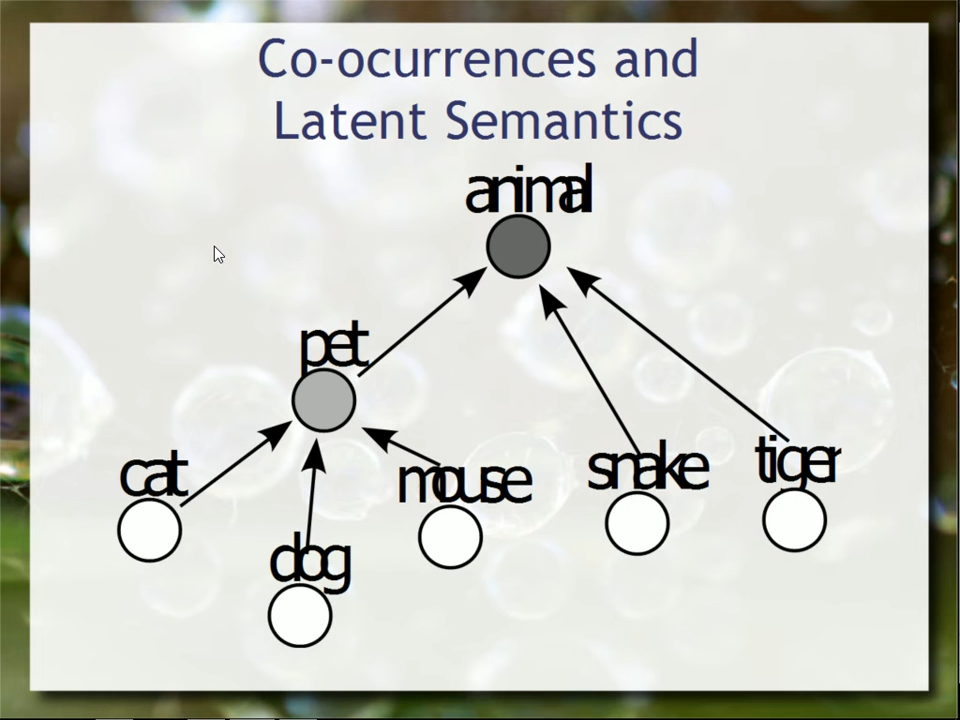 Co-ocurrences and
Latent Semantics
animal
pet
cat
mouse
snake
tiger
dog